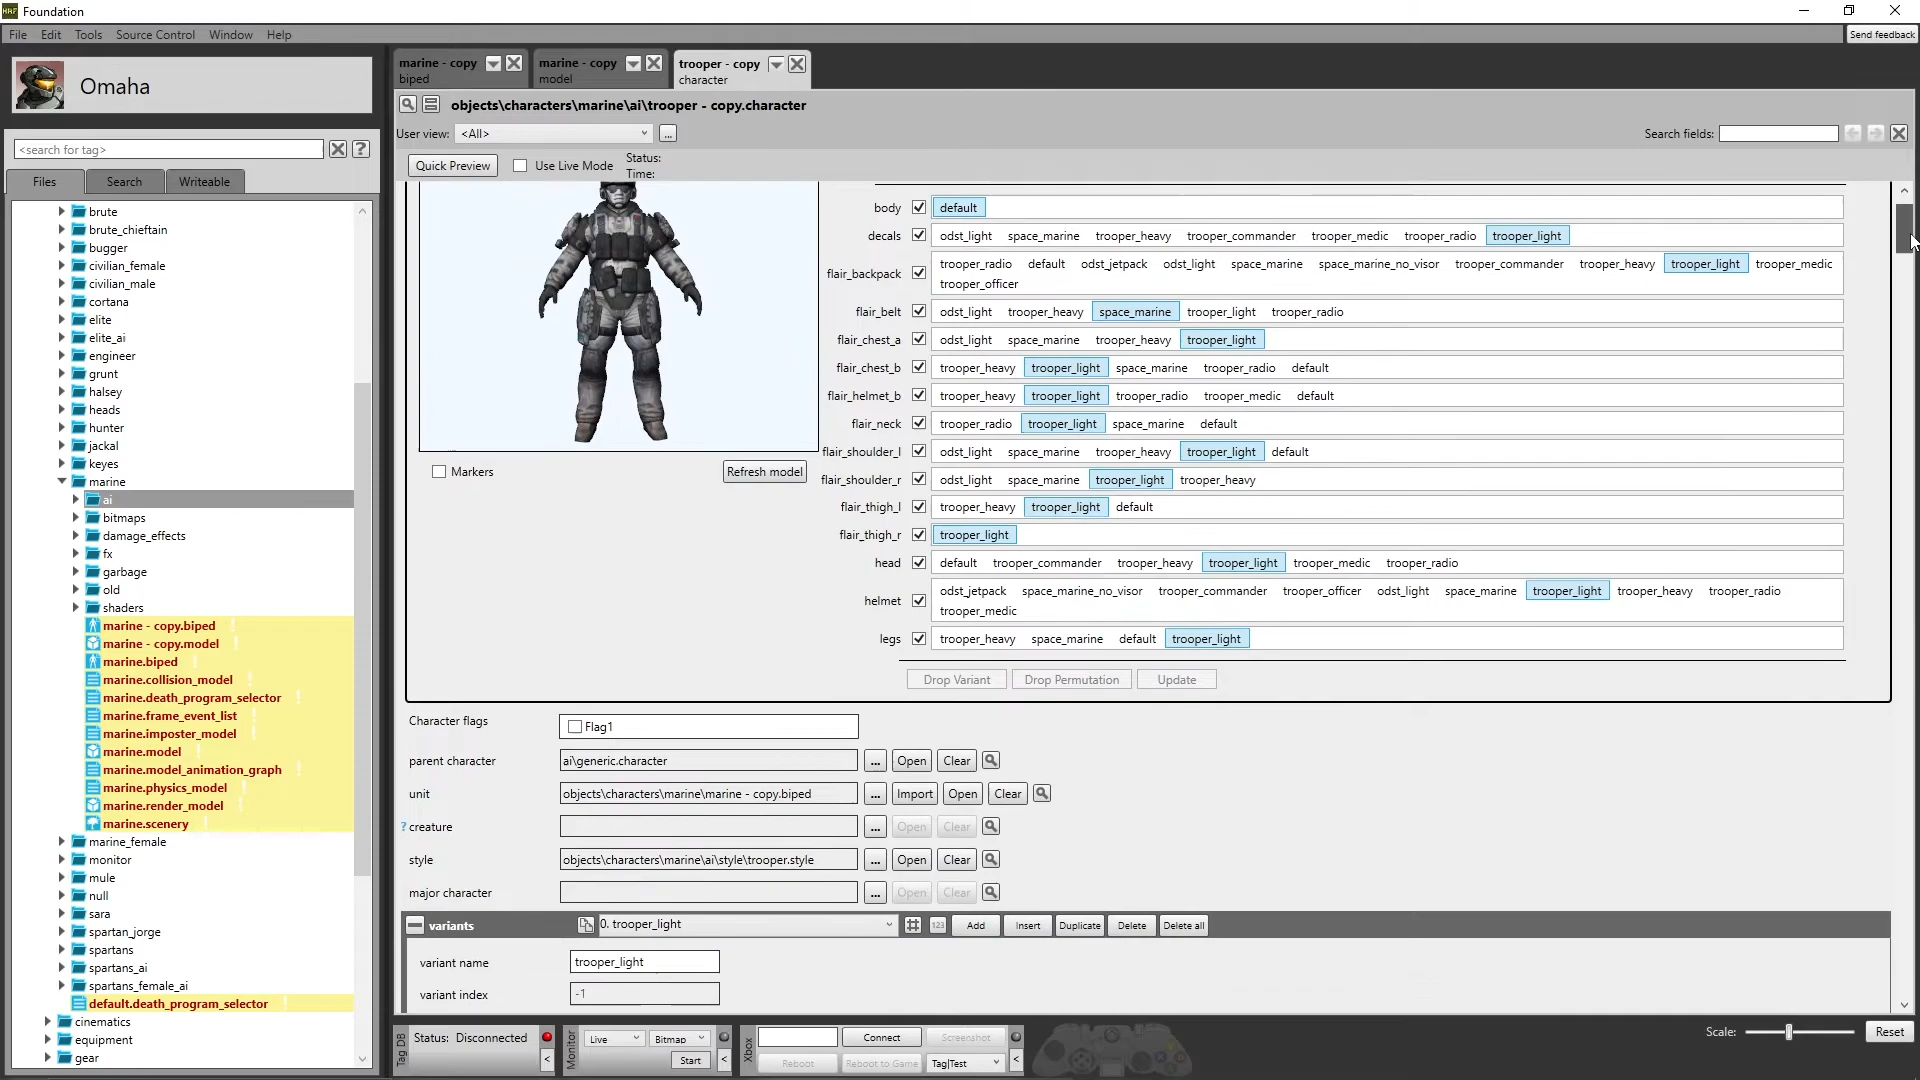 Foundation
File Edit Tools Source Control Window Help
Send feedback
Omaha
<search for tag>
?
Files Search Writeable
brute
brute_chieftain
bugger
civilian_female
civilian_male
cortana
elite
elite_ai
engineer
grunt
halsey
heads
hunter
jackal
keyes
marine
ai
bitmaps
damage_effects
fx
garbage
old
shaders
marine - copy.biped
marine - copy.model
marine.biped
marine.collision_model
marine.death_program_selector
marine.frame_event_list
marine.imposter_model
marine.model
marine.model_animation_graph
marine.physics_model
marine.render_model
marine.scenery
marine_female
monitor
mule
null
sara
spartan_jorge
spartans
spartans_ai
spartans_female_ai
default.death_program_selector
cinematics
equipment
gear
marine - copy
biped
marine - copy
model
trooper - copy
character
objects\characters\marine\ai\trooper - copy.character
User view: <All> ...
Search fields:
Quick Preview Use Live Mode
Status:
Time:
Markers Refresh model
body default
decals odst_light space_marine trooper_heavy trooper_commander trooper_medic trooper_radio trooper_light
flair_backpack trooper_radio default odst_jetpack odst_light space_marine space_marine_no_visor trooper_commander trooper_heavy trooper_light trooper_medic
trooper_officer
flair_belt odst_light trooper_heavy space_marine trooper_light trooper_radio
flair_chest_a odst_light space_marine trooper_heavy trooper_light
flair_chest_b trooper_heavy trooper_light space_marine trooper_radio default
flair_helmet_b trooper_heavy trooper_light trooper_radio trooper_medic default
flair_neck trooper_radio trooper_light space_marine default
flair_shoulder_l odst_light space_marine trooper_heavy trooper_light default
flair_shoulder_r odst_light space_marine trooper_light trooper_heavy
flair_thigh_l trooper_heavy trooper_light default
flair_thigh_r trooper_light
head default trooper_commander trooper_heavy trooper_light trooper_medic trooper_radio
helmet odst_jetpack space_marine_no_visor trooper_commander trooper_officer odst_light space_marine trooper_light trooper_heavy trooper_radio
trooper_medic
legs trooper_heavy space_marine default trooper_light
Drop Variant Drop Permutation Update
Character flags Flag1
parent character ai\generic.character ... Open Clear
unit objects\characters\marine\marine - copy.biped ... Import Open Clear
? creature ... Open Clear
style objects\characters\marine\ai\style\trooper.style ... Open Clear
major character ... Open Clear
variants 0. trooper_light 123 Add Insert Duplicate Delete Delete all
variant name trooper_light
variant index -1
Tag DB Status: Disconnected <
Monitor Live Bitmap Start <
Xbox Connect Screenshot
Reboot Reboot to Game Tag|Test <
Scale: Reset